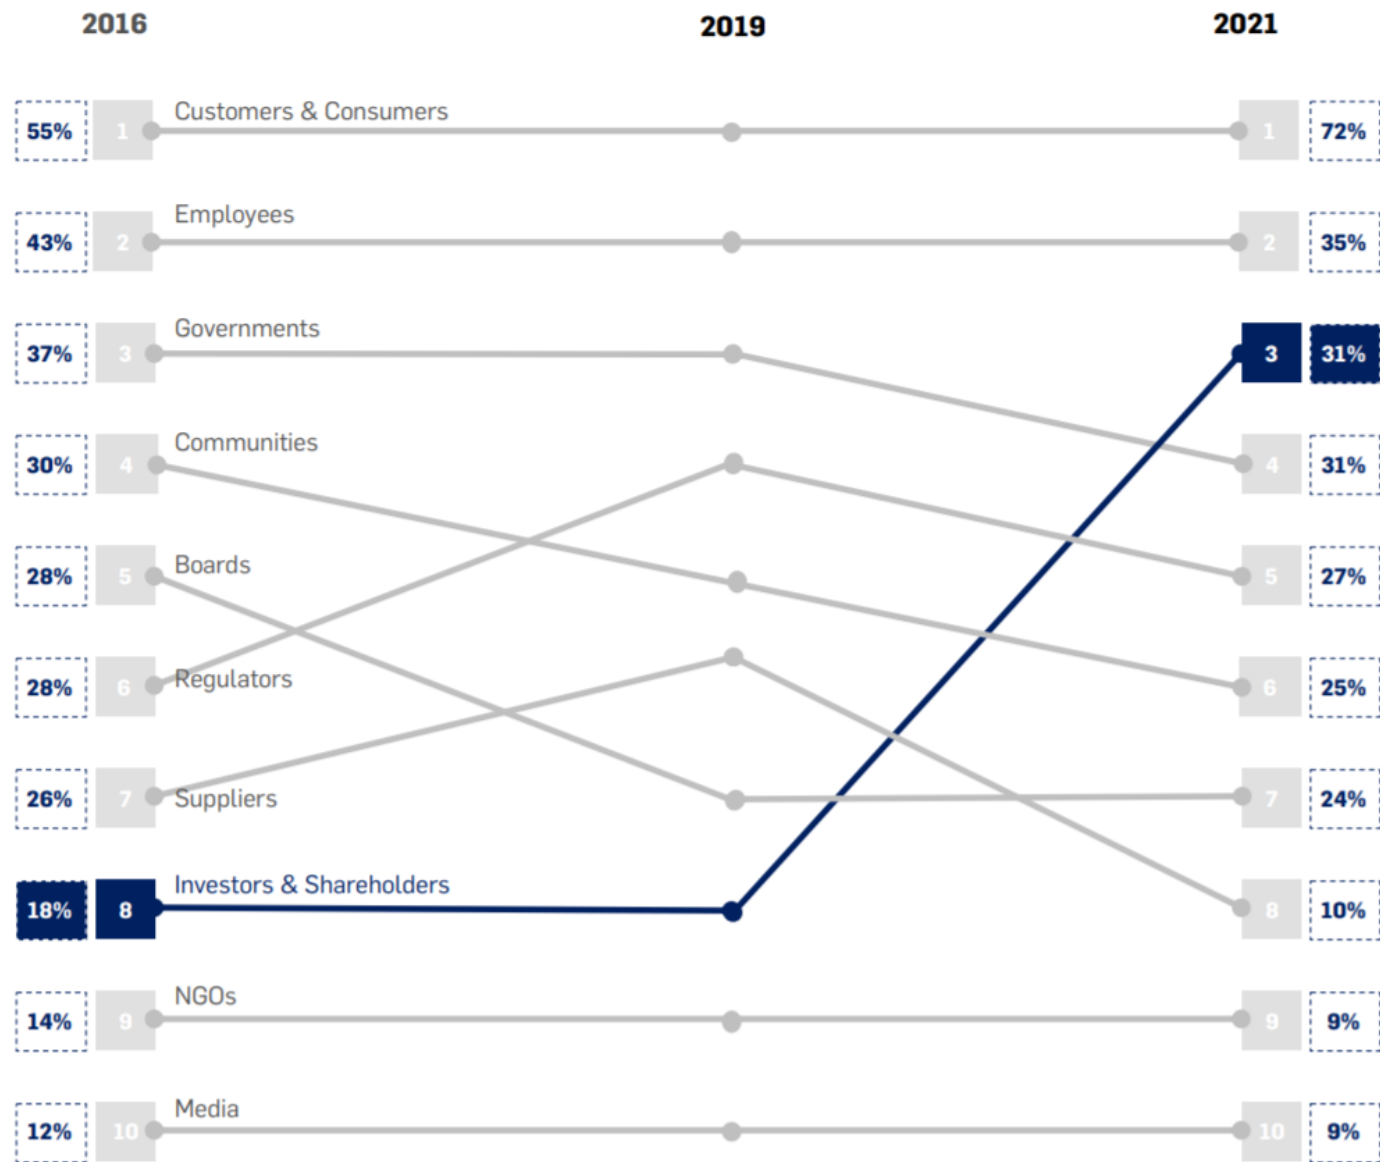 2016 2019 2021
Customers & Consumers
55% 1 1 72%
Employees
43% 2 2 35%
Governments
37% 3 3 31%
Communities
30% 4 4 31%
Boards
28% 5 5 27%
Regulators
28% 6 6 25%
Suppliers
26% 7 7 24%
Investors & Shareholders
18% 8 8 10%
NGOs
14% 9 9 9%
Media
12% 10 10 9%